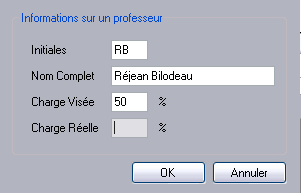 Informations sur un professeur
Initiales RB
Nom Complet Réjean Bilodeau
Charge Visée 50 %
Charge Réelle %
OK Annuler